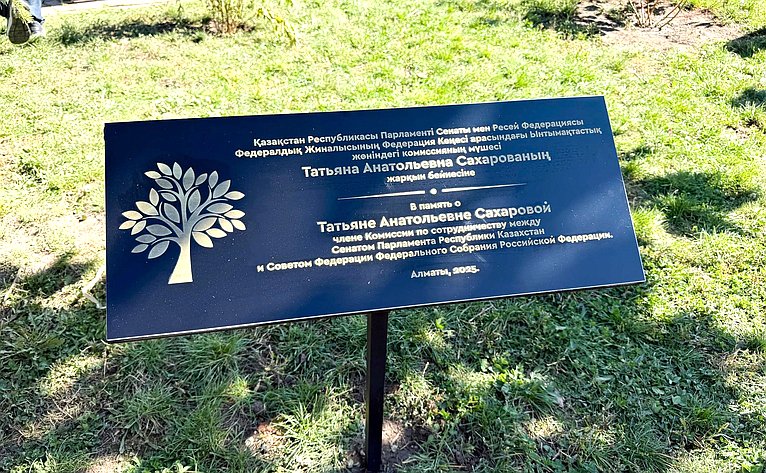 Қазақстан Республикасы Парламенті Сенаты мен Ресей Федерациясы
Федералдық Жиналысының Федерация Кеңесі арасындағы ынтымақтастық
жөніндегі комиссияның мүшесі
Татьяна Анатольевна Сахарованың
жарқын бейнесіне
В память о
Татьяне Анатольевне Сахаровой
члене Комиссии по сотрудничеству между
Сенатом Парламента Республики Казахстан
и Советом Федерации Федерального Собрания Российской Федерации.
Алматы, 2025.